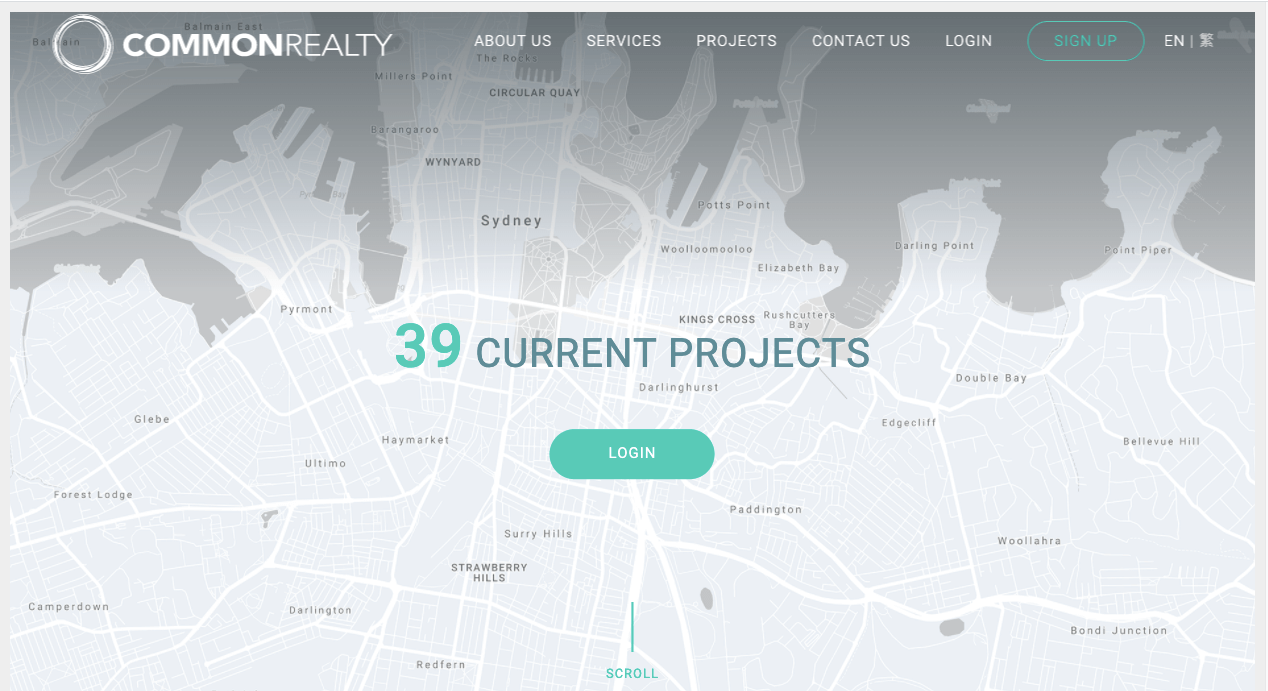 Balmain East
Balmain
COMMONREALTY
ABOUT US
SERVICES
PROJECTS
CONTACT US
LOGIN
SIGN UP
EN | 繁
The Rocks
Millers Point
CIRCULAR QUAY
Potts Point
Barangaroo
WYNYARD
Potts Point
Sydney
Darling Point
Woolloomooloo
Point Piper
Elizabeth Bay
Pyrmont
KINGS CROSS
Rushcutters
Bay
39 CURRENT PROJECTS
Double Bay
Darlinghurst
Glebe
Edgecliff
Haymarket
Bellevue Hill
LOGIN
Ultimo
Forest Lodge
Paddington
Surry Hills
Woollahra
STRAWBERRY
HILLS
Camperdown
Darlington
Bondi Junction
Redfern
SCROLL